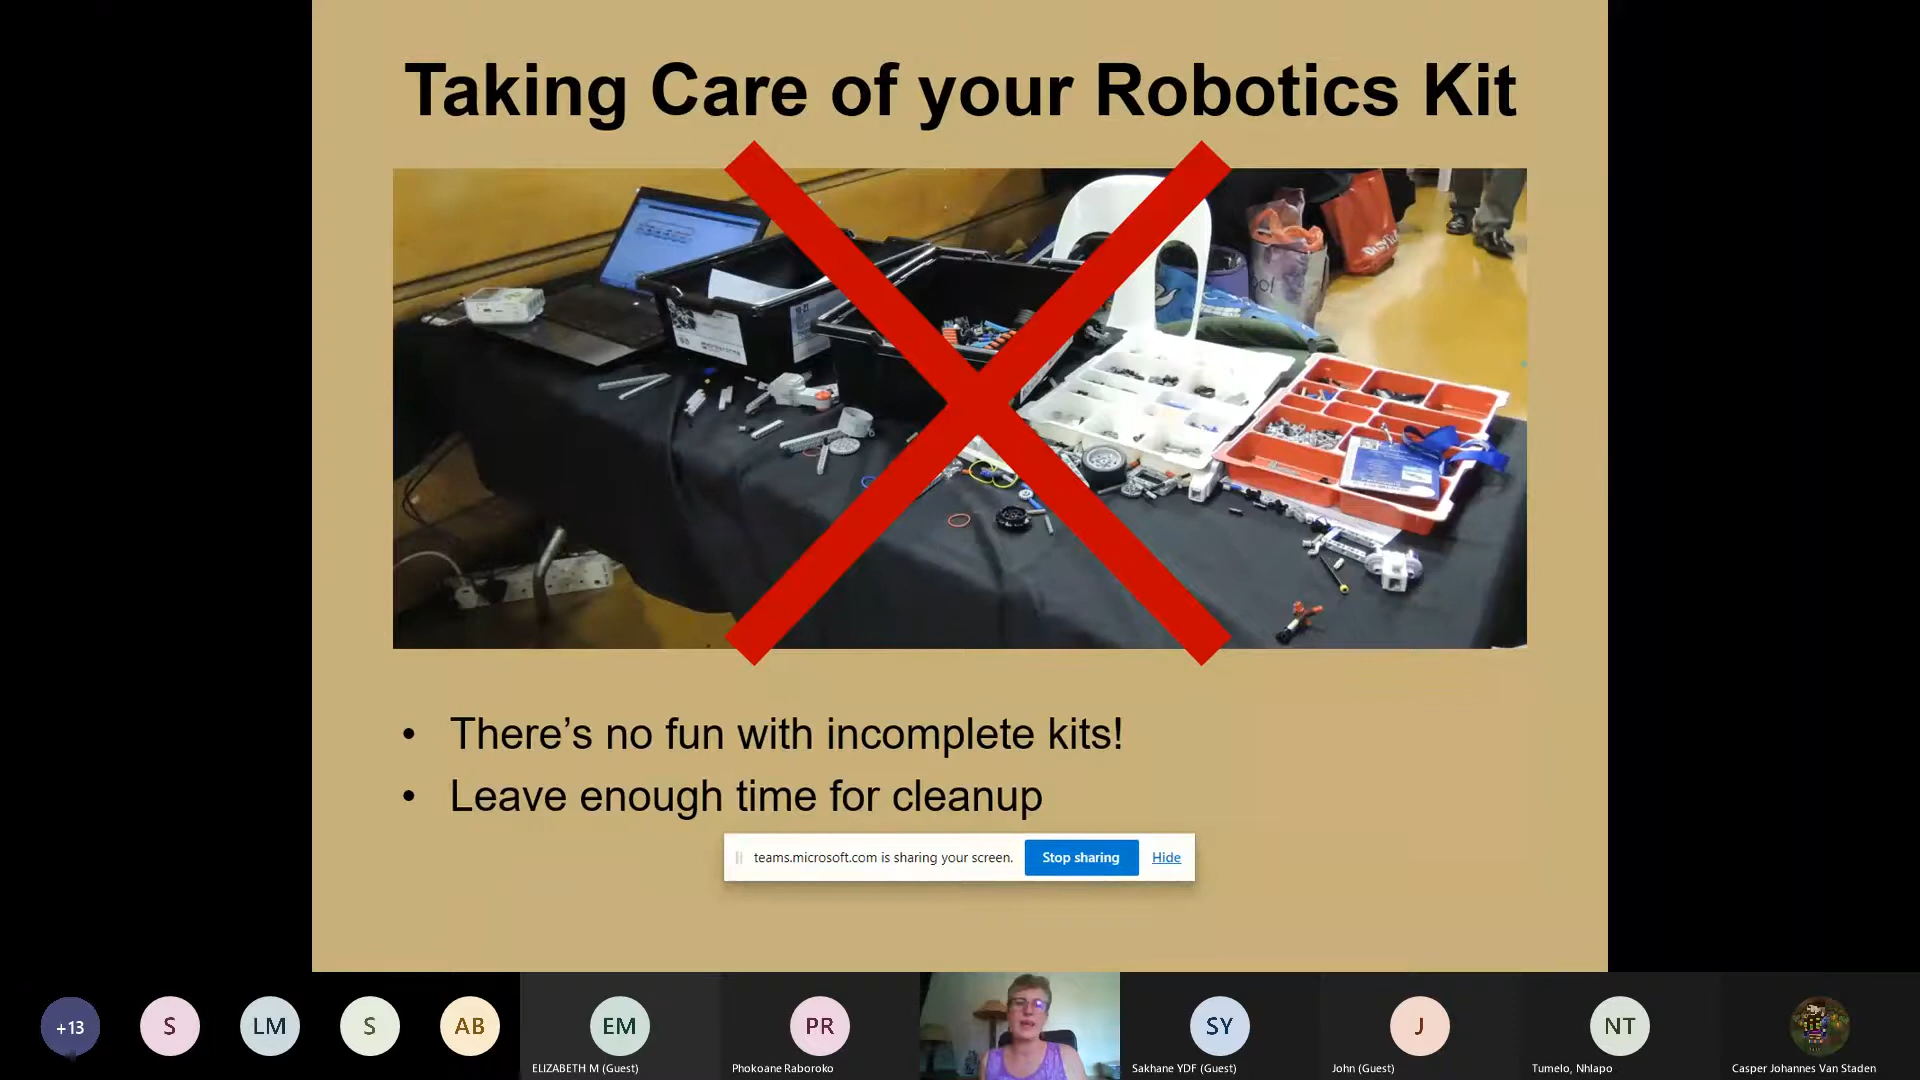 Taking Care of your Robotics Kit
• There’s no fun with incomplete kits!
• Leave enough time for cleanup
teams.microsoft.com is sharing your screen. Stop sharing Hide
+13 S LM S AB EM PR SY J NT
ELIZABETH M (Guest) Phokoane Raboroko Sakhane YDF (Guest) John (Guest) Tumelo, Nhlapo Casper Johannes Van Staden